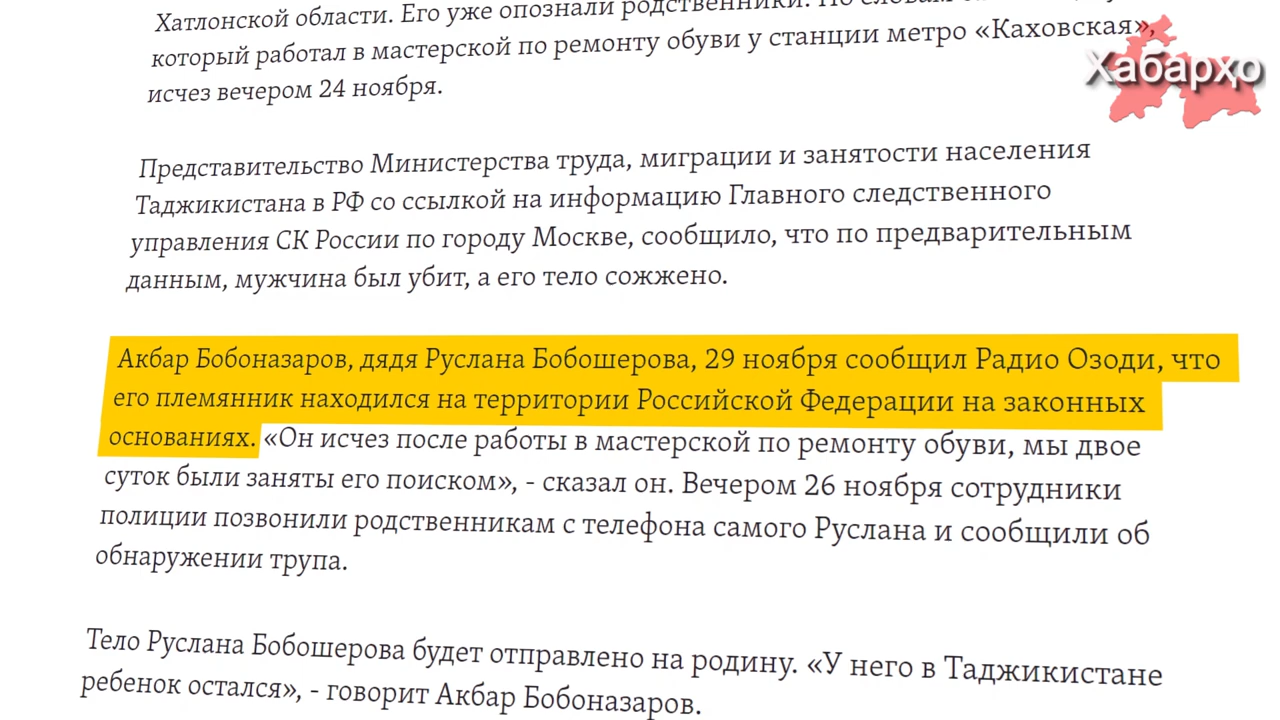 Хатлонской области. Его уже опознали родственники.
который работал в мастерской по ремонту обуви у станции метро «Каховская»,
исчез вечером 24 ноября.
Хабарҳо
Представительство Министерства труда, миграции и занятости населения
Таджикистана в РФ со ссылкой на информацию Главного следственного
управления СК России по городу Москве, сообщило, что по предварительным
данным, мужчина был убит, а его тело сожжено.
Акбар Бобоназаров, дядя Руслана Бобошерова, 29 ноября сообщил Радио Озоди, что
его племянник находился на территории Российской Федерации на законных
основаниях. «Он исчез после работы в мастерской по ремонту обуви, мы двое
суток были заняты его поиском», - сказал он. Вечером 26 ноября сотрудники
полиции позвонили родственникам с телефона самого Руслана и сообщили об
обнаружении трупа.
Тело Руслана Бобошерова будет отправлено на родину. «У него в Таджикистане
ребенок остался», - говорит Акбар Бобоназаров.